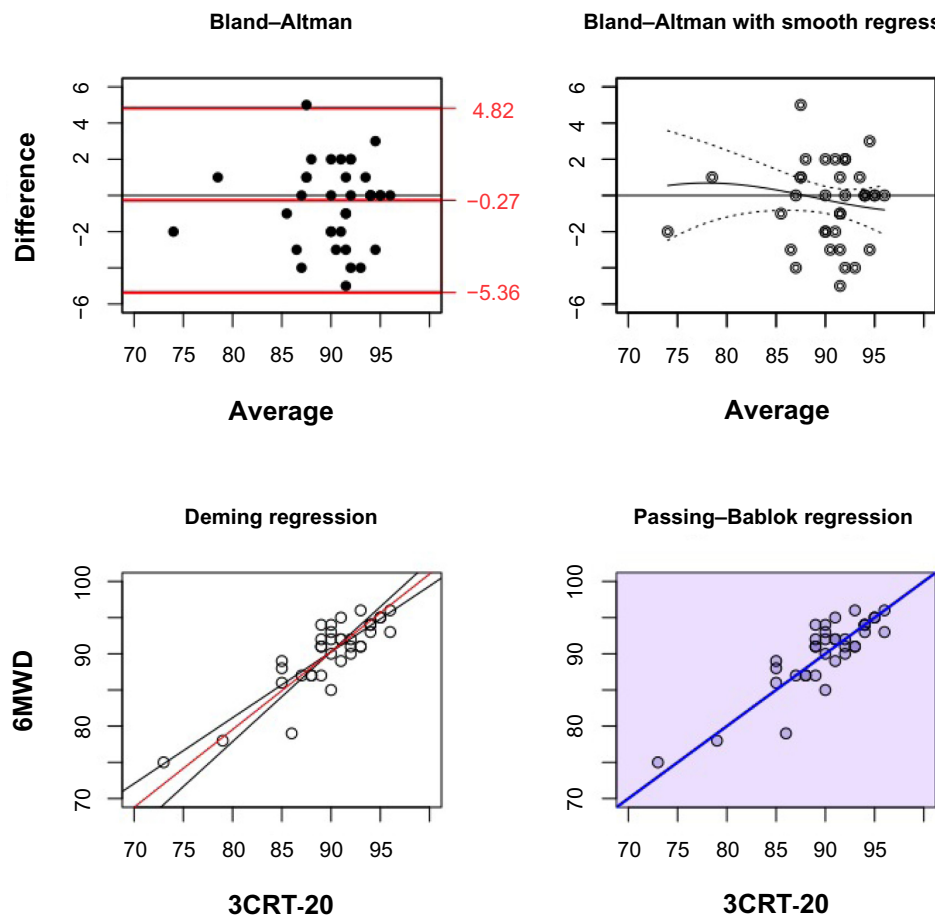 Bland–Altman
Difference
6
4
2
0
−2
−6
4.82
−0.27
−5.36
70 75 80 85 90 95
Average
Bland–Altman with smooth regress
6
4
2
0
−2
−6
70 75 80 85 90 95
Average
Deming regression
6MWD
100
90
80
70
70 75 80 85 90 95
3CRT-20
Passing–Bablok regression
100
90
80
70
70 75 80 85 90 95
3CRT-20